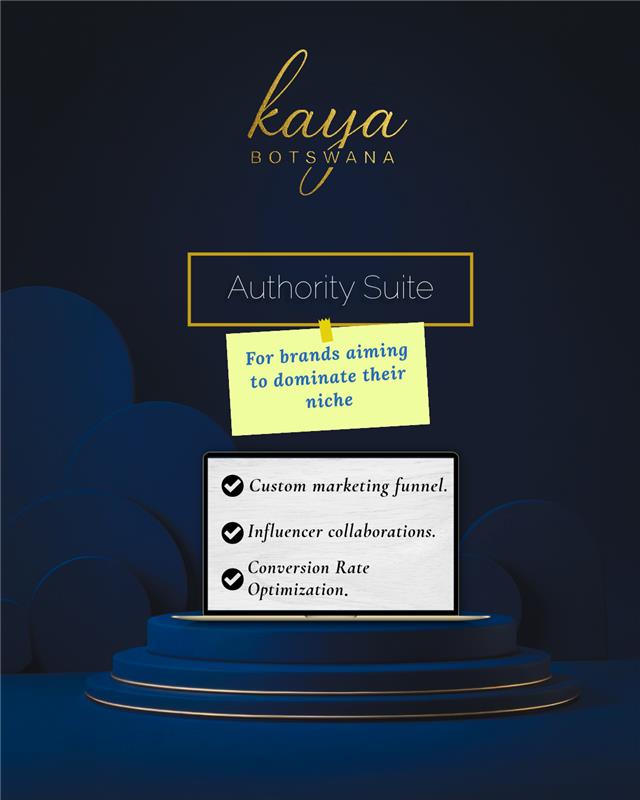 kaya
BOTSWANA
Authority Suite
For brands aiming
to dominate their
niche
Custom marketing funnel.
Influencer collaborations.
Conversion Rate
Optimization.